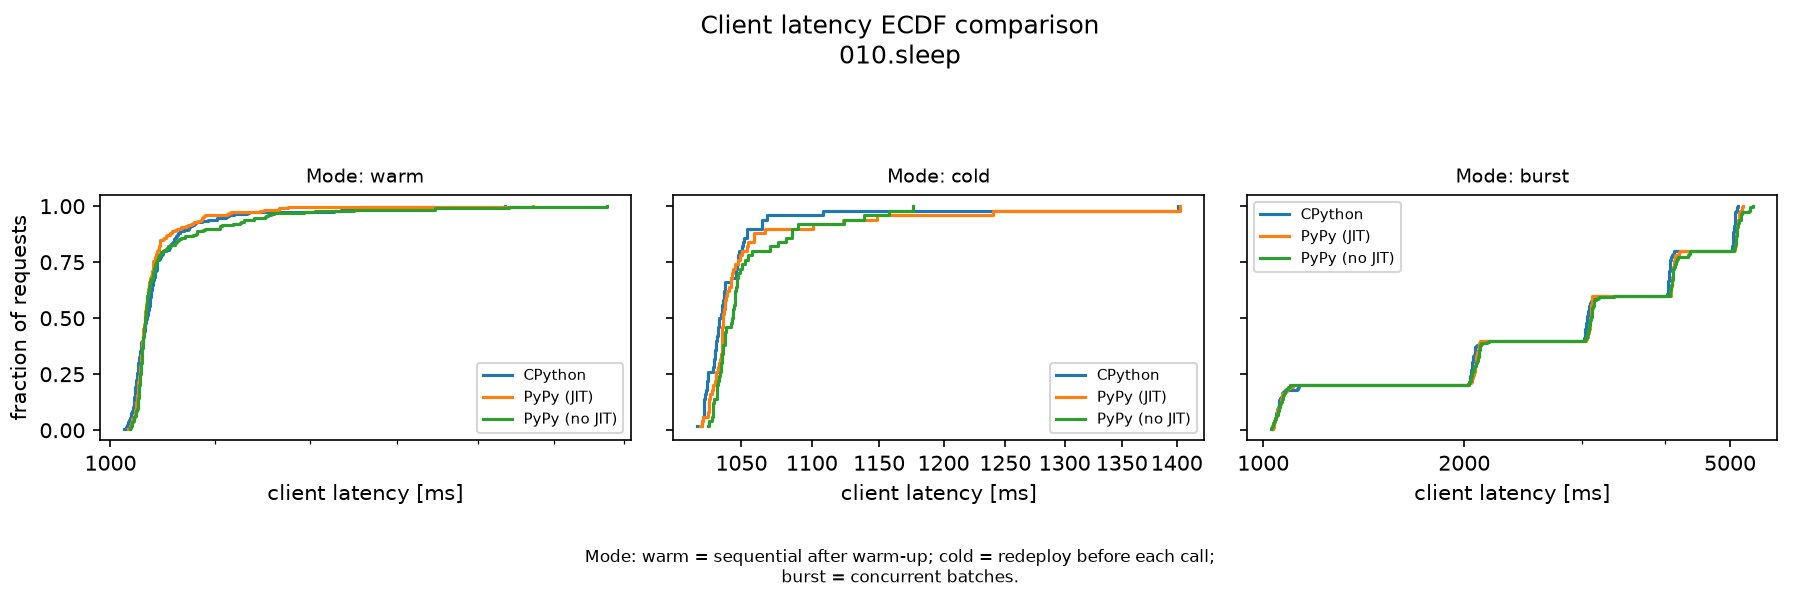 Client latency ECDF comparison
010.sleep
Mode: warm
fraction of requests
1.00
0.75
0.50
0.25
0.00
CPython
PyPy (JIT)
PyPy (no JIT)
1000
client latency [ms]
Mode: cold
CPython
PyPy (JIT)
PyPy (no JIT)
1050 1100 1150 1200 1250 1300 1350 1400
client latency [ms]
Mode: burst
CPython
PyPy (JIT)
PyPy (no JIT)
1000 2000 5000
client latency [ms]
Mode: warm = sequential after warm-up; cold = redeploy before each call;
burst = concurrent batches.